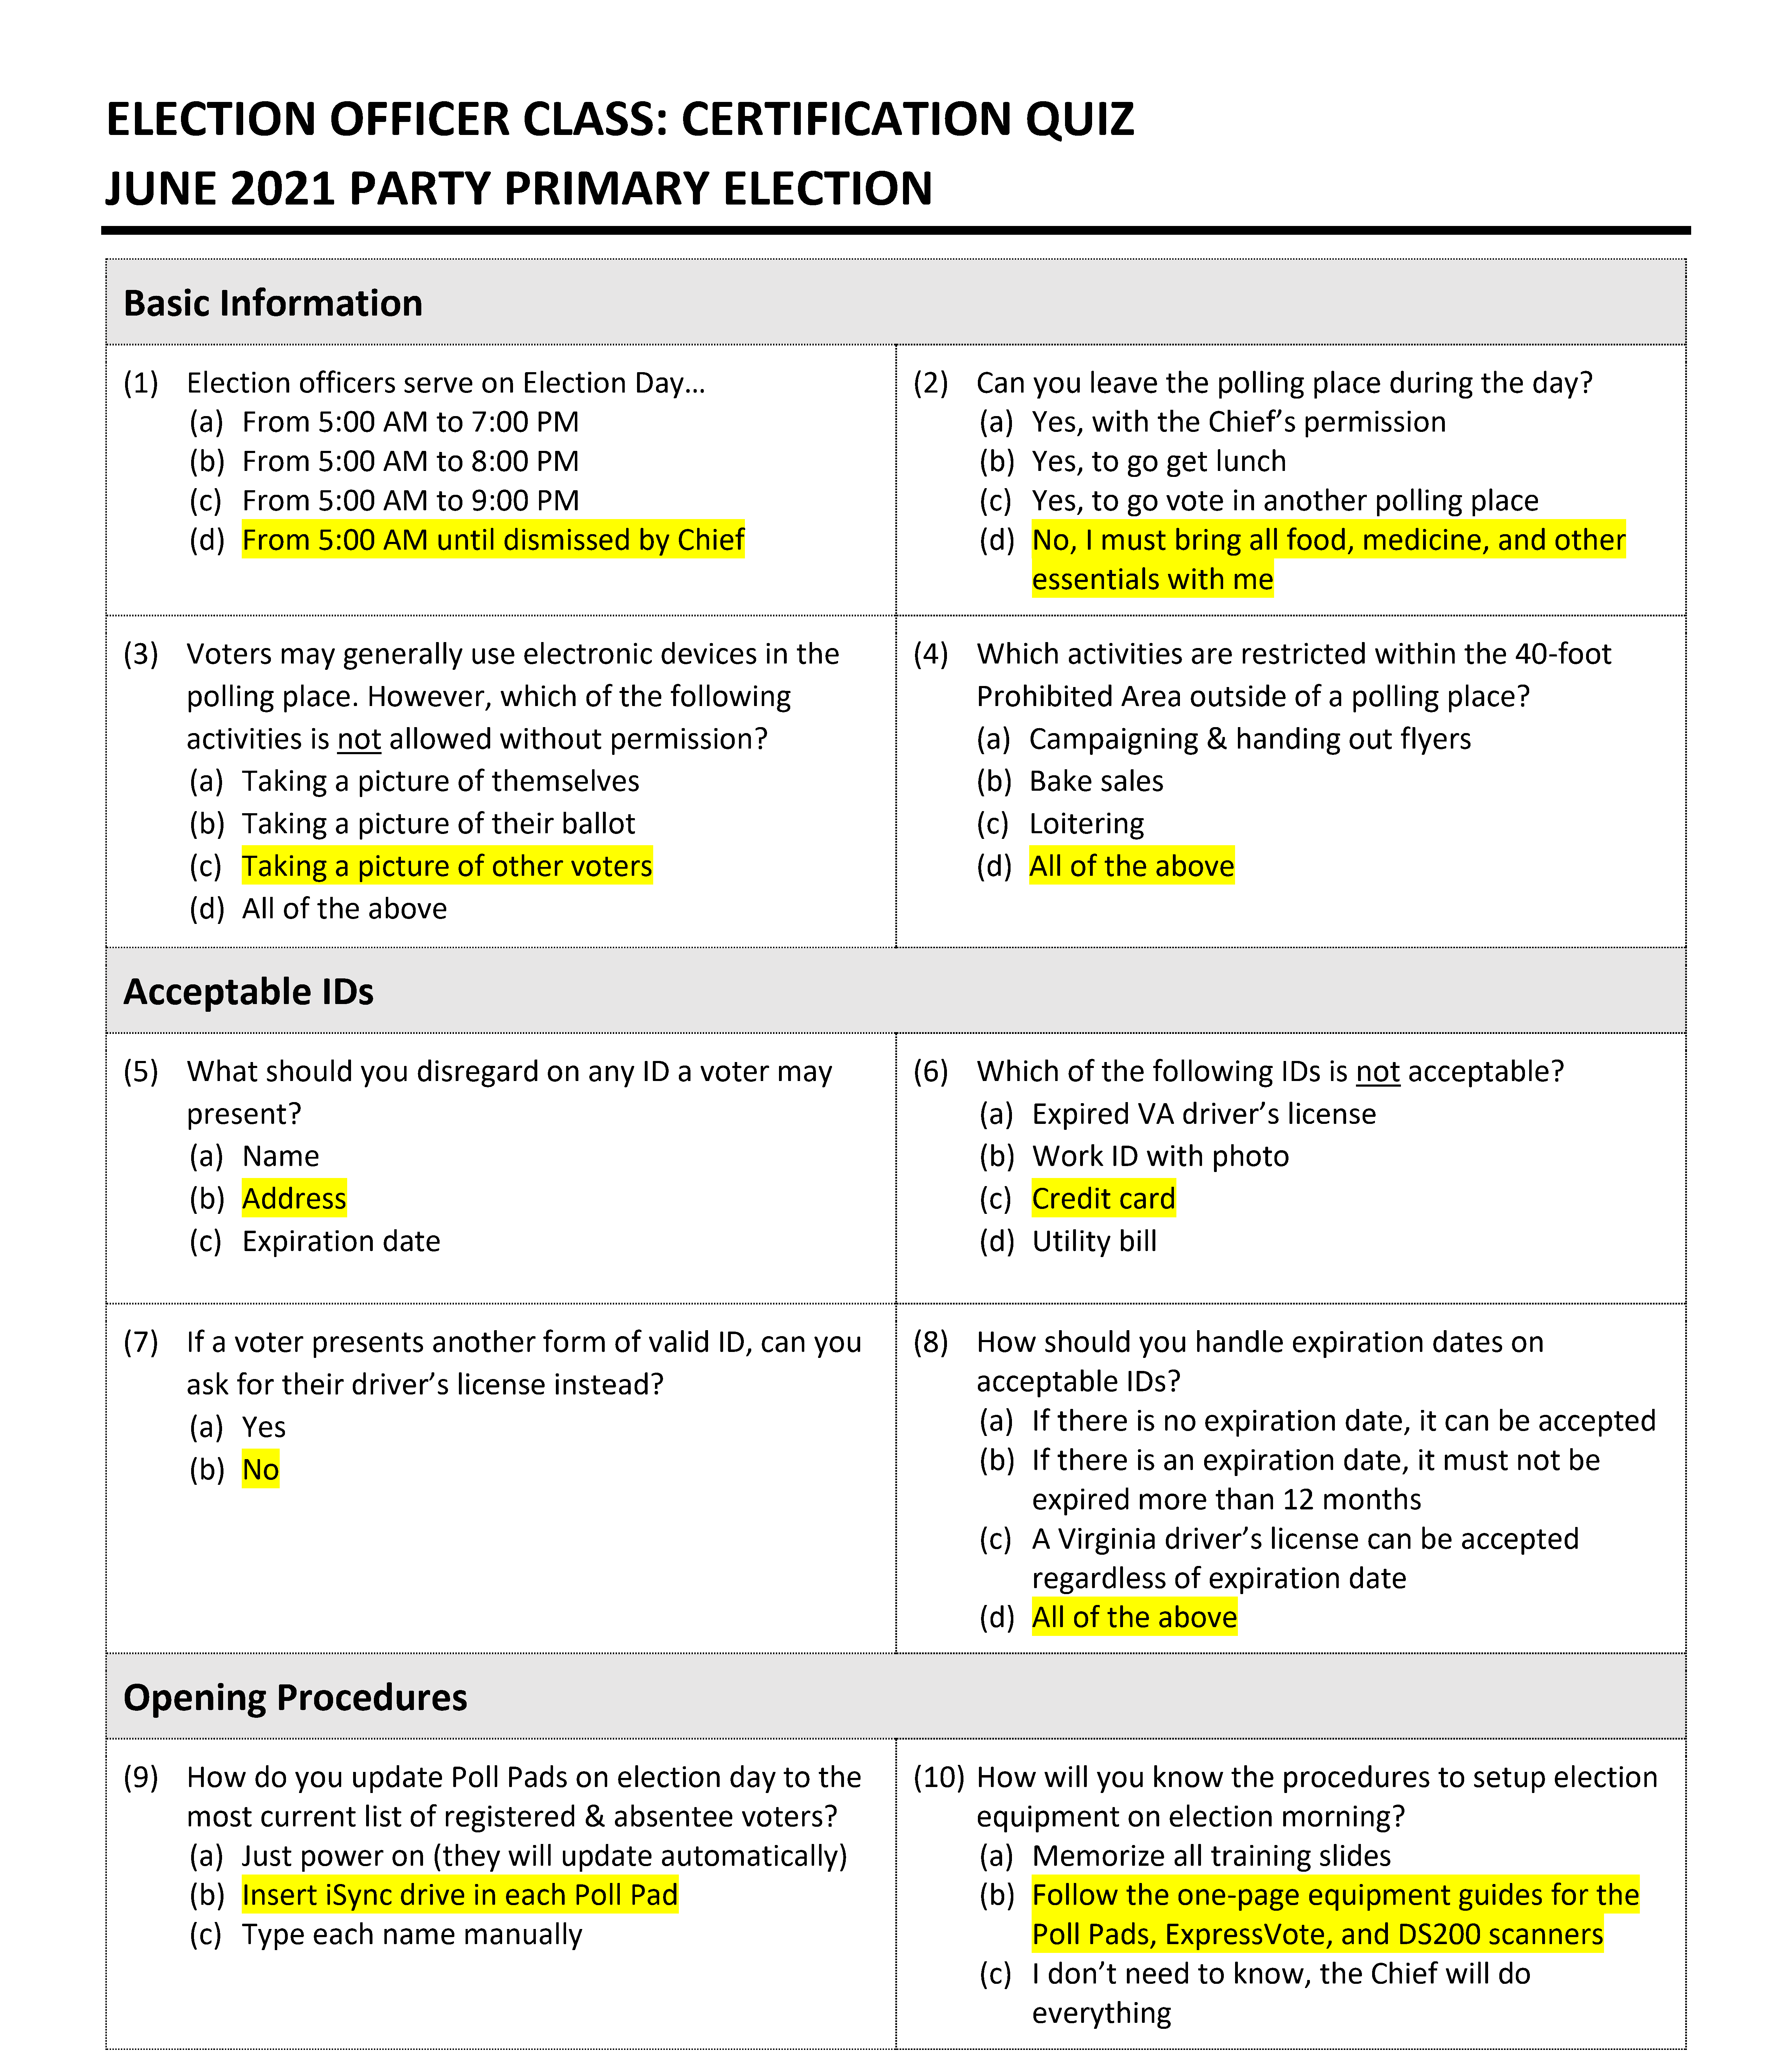 ELECTION OFFICER CLASS: CERTIFICATION QUIZ
JUNE 2021 PARTY PRIMARY ELECTION
Basic Information
(1) Election officers serve on Election Day…
(a) From 5:00 AM to 7:00 PM
(b) From 5:00 AM to 8:00 PM
(c) From 5:00 AM to 9:00 PM
(d) From 5:00 AM until dismissed by Chief
(2) Can you leave the polling place during the day?
(a) Yes, with the Chief’s permission
(b) Yes, to go get lunch
(c) Yes, to go vote in another polling place
(d) No, I must bring all food, medicine, and other
essentials with me
(3) Voters may generally use electronic devices in the
polling place. However, which of the following
activities is not allowed without permission?
(a) Taking a picture of themselves
(b) Taking a picture of their ballot
(c) Taking a picture of other voters
(d) All of the above
(4) Which activities are restricted within the 40-foot
Prohibited Area outside of a polling place?
(a) Campaigning & handing out flyers
(b) Bake sales
(c) Loitering
(d) All of the above
Acceptable IDs
(5) What should you disregard on any ID a voter may
present?
(a) Name
(b) Address
(c) Expiration date
(6) Which of the following IDs is not acceptable?
(a) Expired VA driver’s license
(b) Work ID with photo
(c) Credit card
(d) Utility bill
(7) If a voter presents another form of valid ID, can you
ask for their driver’s license instead?
(a) Yes
(b) No
(8) How should you handle expiration dates on
acceptable IDs?
(a) If there is no expiration date, it can be accepted
(b) If there is an expiration date, it must not be
expired more than 12 months
(c) A Virginia driver’s license can be accepted
regardless of expiration date
(d) All of the above
Opening Procedures
(9) How do you update Poll Pads on election day to the
most current list of registered & absentee voters?
(a) Just power on (they will update automatically)
(b) Insert iSync drive in each Poll Pad
(c) Type each name manually
(10) How will you know the procedures to setup election
equipment on election morning?
(a) Memorize all training slides
(b) Follow the one-page equipment guides for the
Poll Pads, ExpressVote, and DS200 scanners
(c) I don’t need to know, the Chief will do
everything